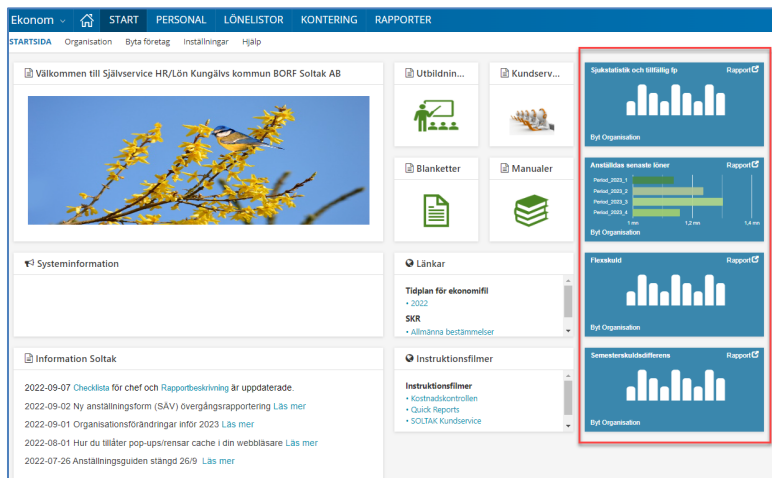 Ekonom START PERSONAL LÖNELISTOR KONTERING RAPPORTER
STARTSIDA Organisation Byta företag Inställningar Hjälp
Välkommen till Självservice HR/Lön Kungälvs kommun BORF Soltak AB
Utbildnin...
Kundserv...
Blanketter
Manualer
Systeminformation
Länkar
Tidplan för ekonomifil
• 2022
SKR
• Allmänna bestämmelser
Information Soltak
2022-09-07 Checklista för chef och Rapportbeskrivning är uppdaterade.
2022-09-02 Ny anställningsform (SÄV) övergångsrapportering Läs mer
2022-09-01 Organisationsförändringar inför 2023 Läs mer
2022-08-01 Hur du tillåter pop-ups/rensar cache i din webbläsare Läs mer
2022-07-26 Anställningsguiden stängd 26/9 Läs mer
Instruktionsfilmer
Instruktionsfilmer
• Kostnadskontrollen
• Quick Reports
• SOLTAK Kundservice
Sjukstatistik och tillfällig fp Rapport
Byt Organisation
Anställdas senaste löner Rapport
Period_2023_1
Period_2023_2
Period_2023_3
Period_2023_4
1 mn 1,2 mn 1,4 mn
Byt Organisation
Flexskuld Rapport
Byt Organisation
Semesterskuldsdifferens Rapport
Byt Organisation